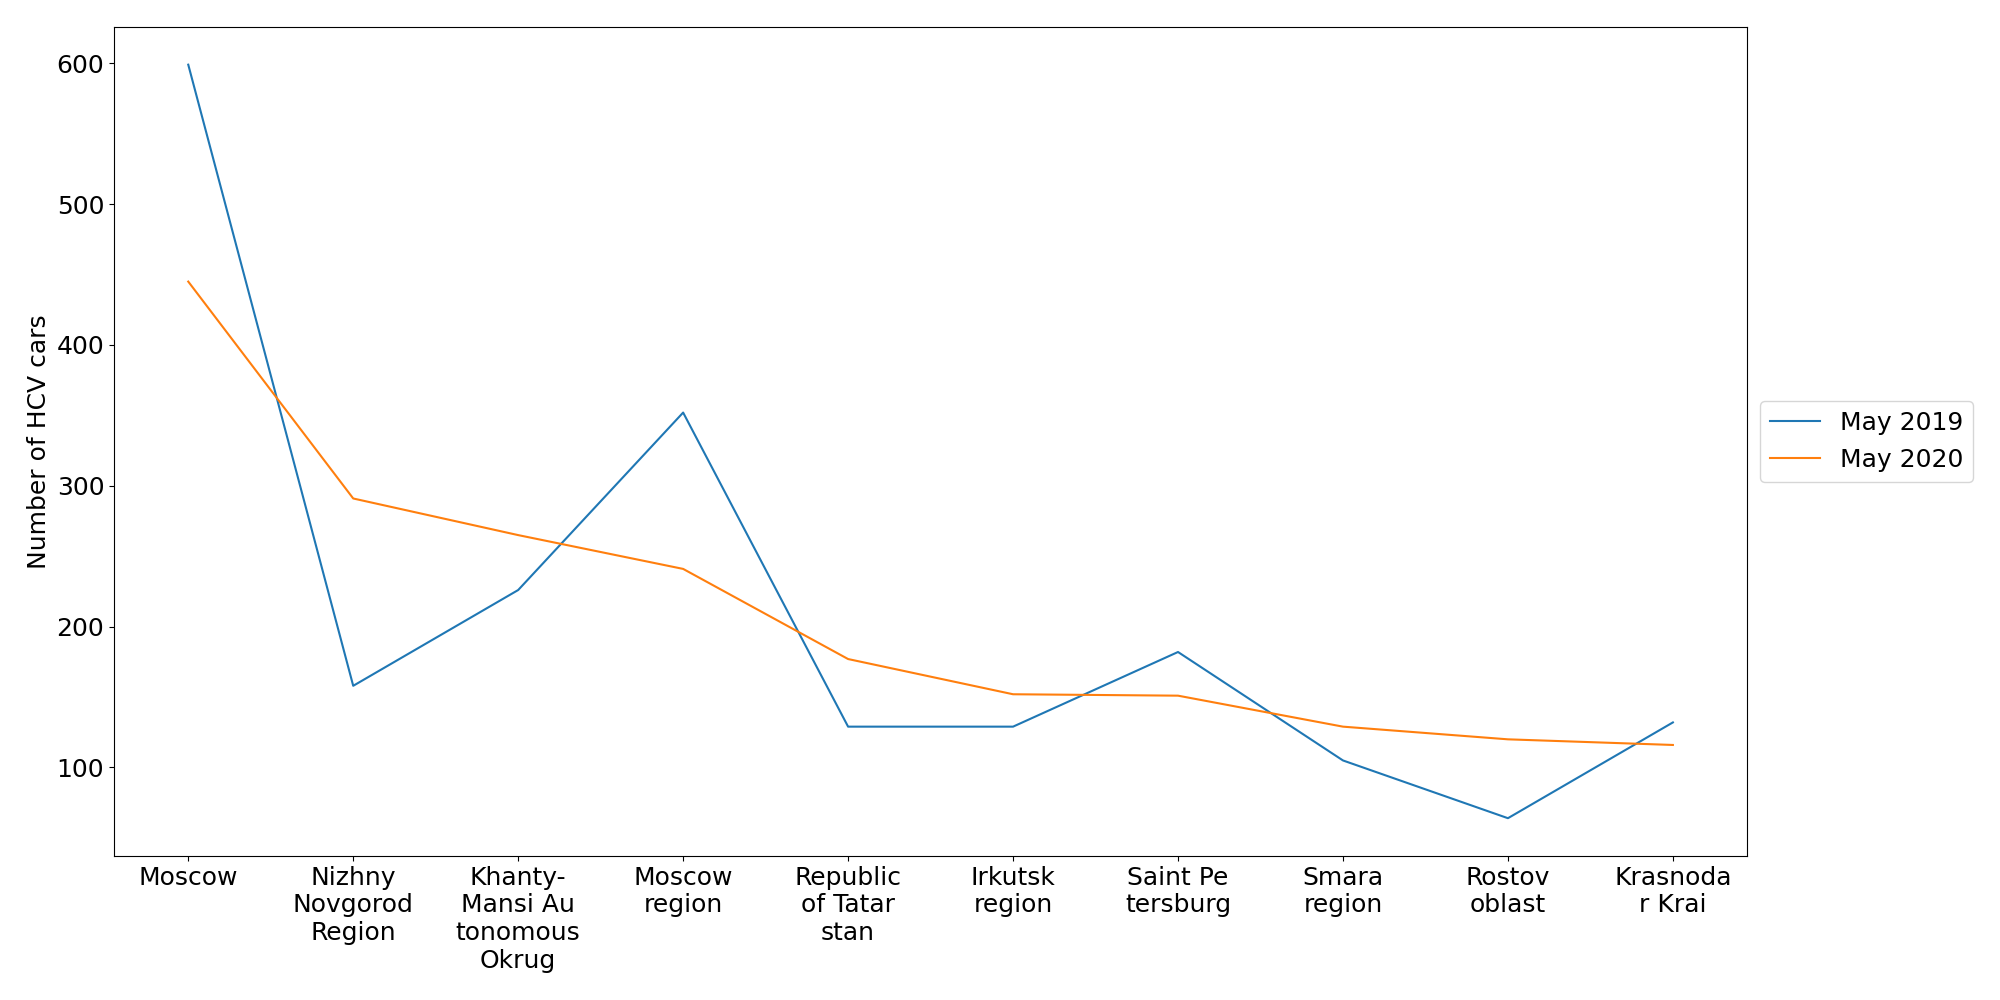 600
500
400
300
200
100
Number of HCV cars
Moscow
Nizhny
Novgorod
Region
Khanty-
Mansi Au
tonomous
Okrug
Moscow
region
Republic
of Tatar
stan
Irkutsk
region
Saint Pe
tersburg
Smara
region
Rostov
oblast
Krasnoda
r Krai
May 2019
May 2020